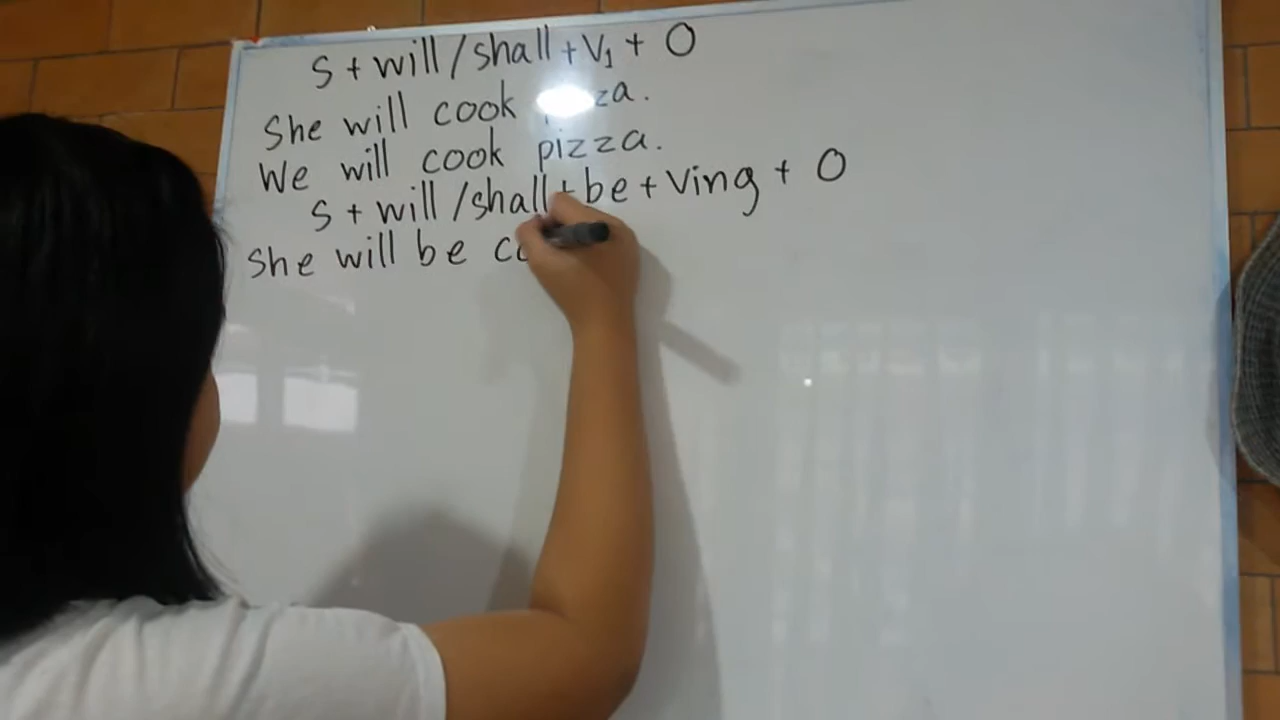 S + will / shall + V₁ + O
She will cook
We will cook pizza.
S + will / shall + be + Ving + O
She will be